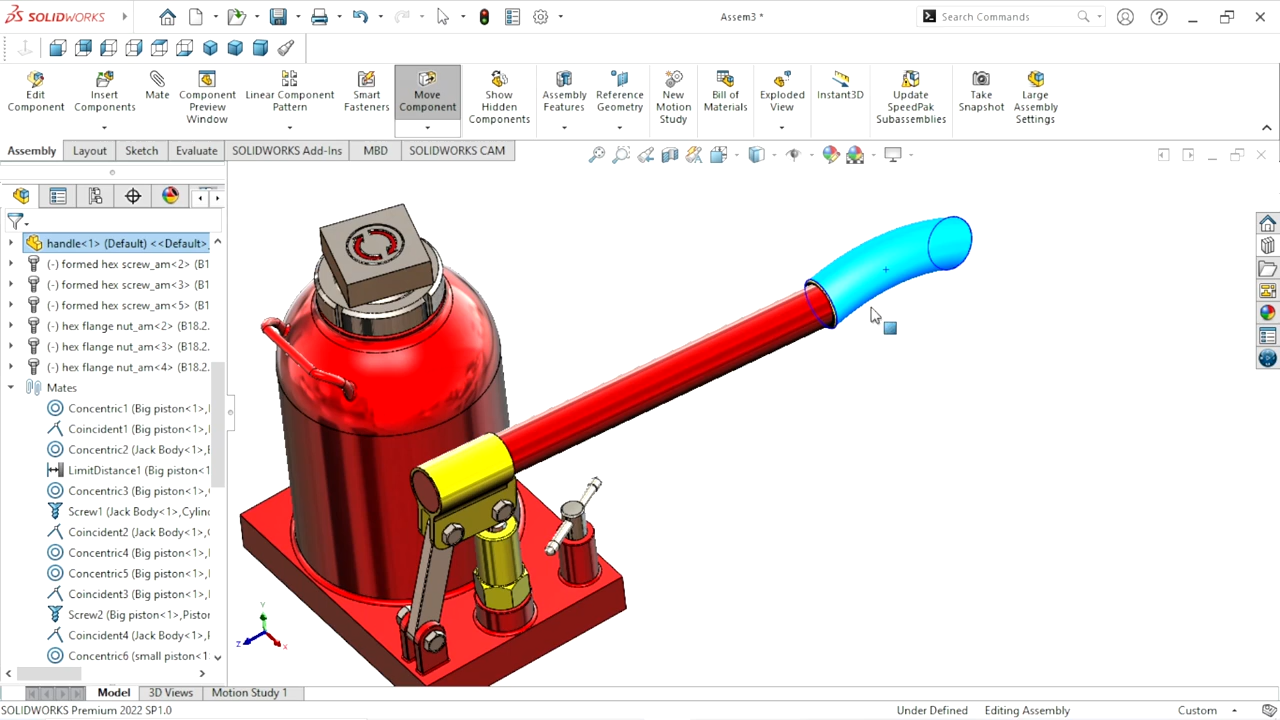 SOLIDWORKS
Assem3 *
Search Commands
Edit Component
Insert Components
Mate
Component Preview Window
Linear Component Pattern
Smart Fasteners
Move Component
Show Hidden Components
Assembly Features
Reference Geometry
New Motion Study
Bill of Materials
Exploded View
Instant3D
Update SpeedPak Subassemblies
Take Snapshot
Large Assembly Settings
Assembly
Layout
Sketch
Evaluate
SOLIDWORKS Add-Ins
MBD
SOLIDWORKS CAM
handle<1> (Default) <<Default>_
(-) formed hex screw_am<2> (B1
(-) formed hex screw_am<3> (B1
(-) formed hex screw_am<5> (B1
(-) hex flange nut_am<2> (B18.2.
(-) hex flange nut_am<3> (B18.2.
(-) hex flange nut_am<4> (B18.2.
Mates
Concentric1 (Big piston<1>,
Coincident1 (Big piston<1>,
Concentric2 (Jack Body<1>,
LimitDistance1 (Big piston<1
Concentric3 (Big piston<1>,
Screw1 (Jack Body<1>,Cylin
Coincident2 (Jack Body<1>,
Concentric4 (Big piston<1>,
Concentric5 (Big piston<1>,
Coincident3 (Jack Body<1>,
Screw2 (Big piston<1>,Piston
Coincident4 (Jack Body<1>,
Concentric6 (small piston<1
Y
Z
X
Model
3D Views
Motion Study 1
SOLIDWORKS Premium 2022 SP1.0
Under Defined
Editing Assembly
Custom